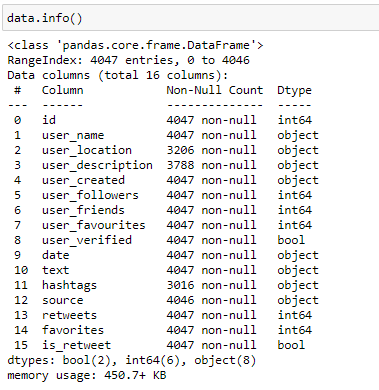 data.info()
<class 'pandas.core.frame.DataFrame'>
RangeIndex: 4047 entries, 0 to 4046
Data columns (total 16 columns):
 #   Column            Non-Null Count  Dtype
---  ------            --------------  -----
 0   id                4047 non-null   int64
 1   user_name         4047 non-null   object
 2   user_location     3206 non-null   object
 3   user_description  3788 non-null   object
 4   user_created      4047 non-null   object
 5   user_followers    4047 non-null   int64
 6   user_friends      4047 non-null   int64
 7   user_favourites   4047 non-null   int64
 8   user_verified     4047 non-null   bool
 9   date              4047 non-null   object
 10  text              4047 non-null   object
 11  hashtags          3016 non-null   object
 12  source            4046 non-null   object
 13  retweets          4047 non-null   int64
 14  favorites         4047 non-null   int64
 15  is_retweet        4047 non-null   bool
dtypes: bool(2), int64(6), object(8)
memory usage: 450.7+ KB